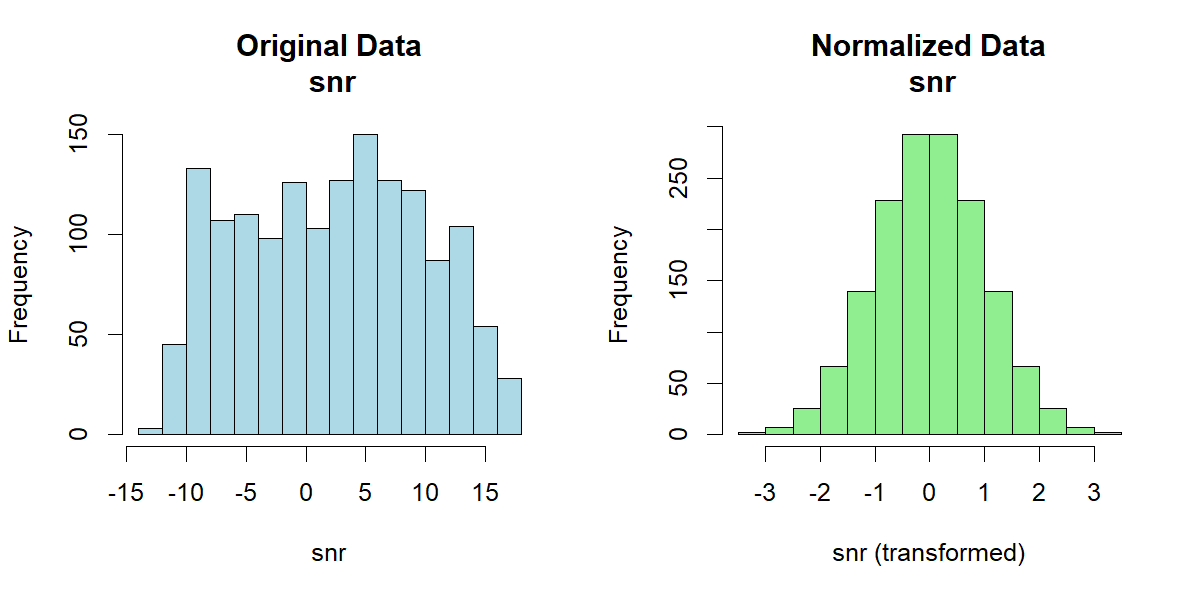 Original Data
snr
Frequency
150
100
50
0
-15 -10 -5 0 5 10 15
snr
Normalized Data
snr
Frequency
250
150
50
0
-3 -2 -1 0 1 2 3
snr (transformed)